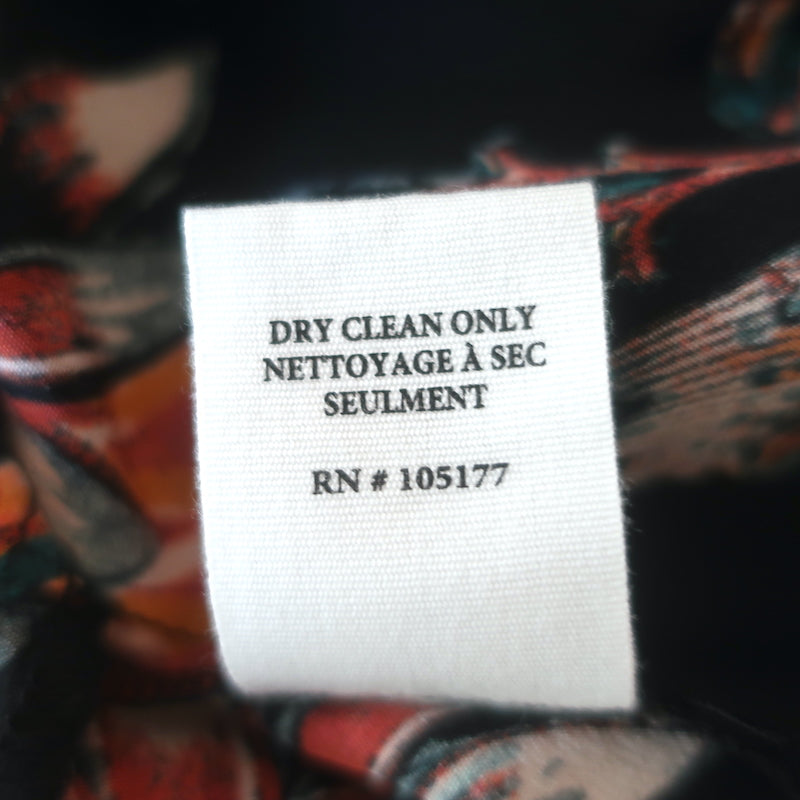 DRY CLEAN ONLY
NETTOYAGE À SEC
SEULMENT
RN # 105177